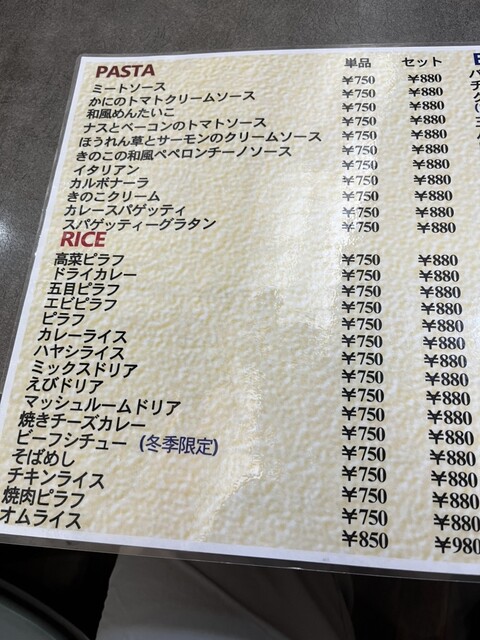 PASTA 単品 セット
ミートソース ¥750 ¥880
かにのトマトクリームソース ¥750 ¥880
和風めんたいこ ¥750 ¥880
ナスとベーコンのトマトソース ¥750 ¥880
ほうれん草とサーモンのクリームソース ¥750 ¥880
きのこの和風ペペロンチーノソース ¥750 ¥880
イタリアン ¥750 ¥880
カルボナーラ ¥750 ¥880
きのこクリーム ¥750 ¥880
カレースパゲッティ ¥750 ¥880
スパゲッティーグラタン ¥750 ¥880
RICE
高菜ピラフ ¥750 ¥880
ドライカレー ¥750 ¥880
五目ピラフ ¥750 ¥880
エビピラフ ¥750 ¥880
ピラフ ¥750 ¥880
カレーライス ¥750 ¥880
ハヤシライス ¥750 ¥880
ミックスドリア ¥750 ¥880
えびドリア ¥750 ¥880
マッシュルームドリア ¥750 ¥880
焼きチーズカレー ¥750 ¥880
ビーフシチュー (冬季限定) ¥750 ¥880
そばめし ¥750 ¥880
チキンライス ¥750 ¥880
焼肉ピラフ ¥750 ¥880
オムライス ¥850 ¥980